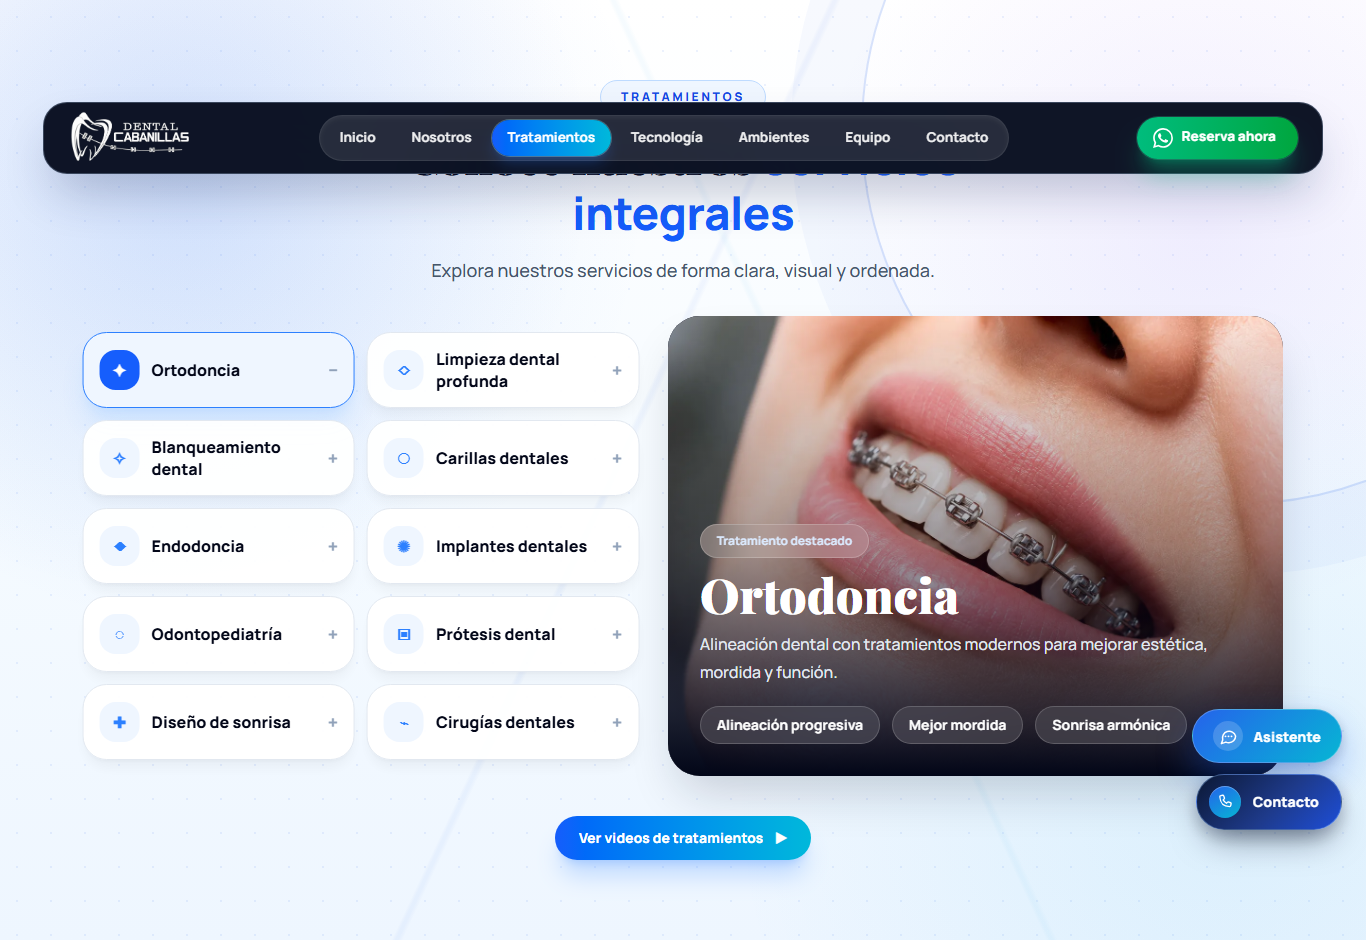 TRATAMIENTOS
DENTAL
CABANILLAS
Inicio
Nosotros
Tratamientos
Tecnología
Ambientes
Equipo
Contacto
Reserva ahora
integrales
Explora nuestros servicios de forma clara, visual y ordenada.
Ortodoncia
Limpieza dental
profunda
Blanqueamiento
dental
Carillas dentales
Endodoncia
Implantes dentales
Odontopediatría
Prótesis dental
Diseño de sonrisa
Cirugías dentales
Tratamiento destacado
Ortodoncia
Alineación dental con tratamientos modernos para mejorar estética,
mordida y función.
Alineación progresiva
Mejor mordida
Sonrisa armónica
Asistente
Contacto
Ver videos de tratamientos